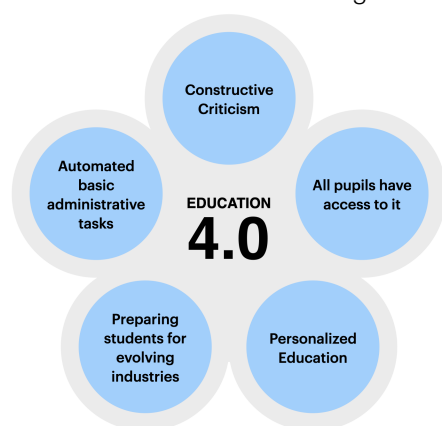 Constructive
Criticism
Automated
basic
administrative
tasks
EDUCATION
4.0
All pupils have
access to it
Preparing
students for
evolving
industries
Personalized
Education